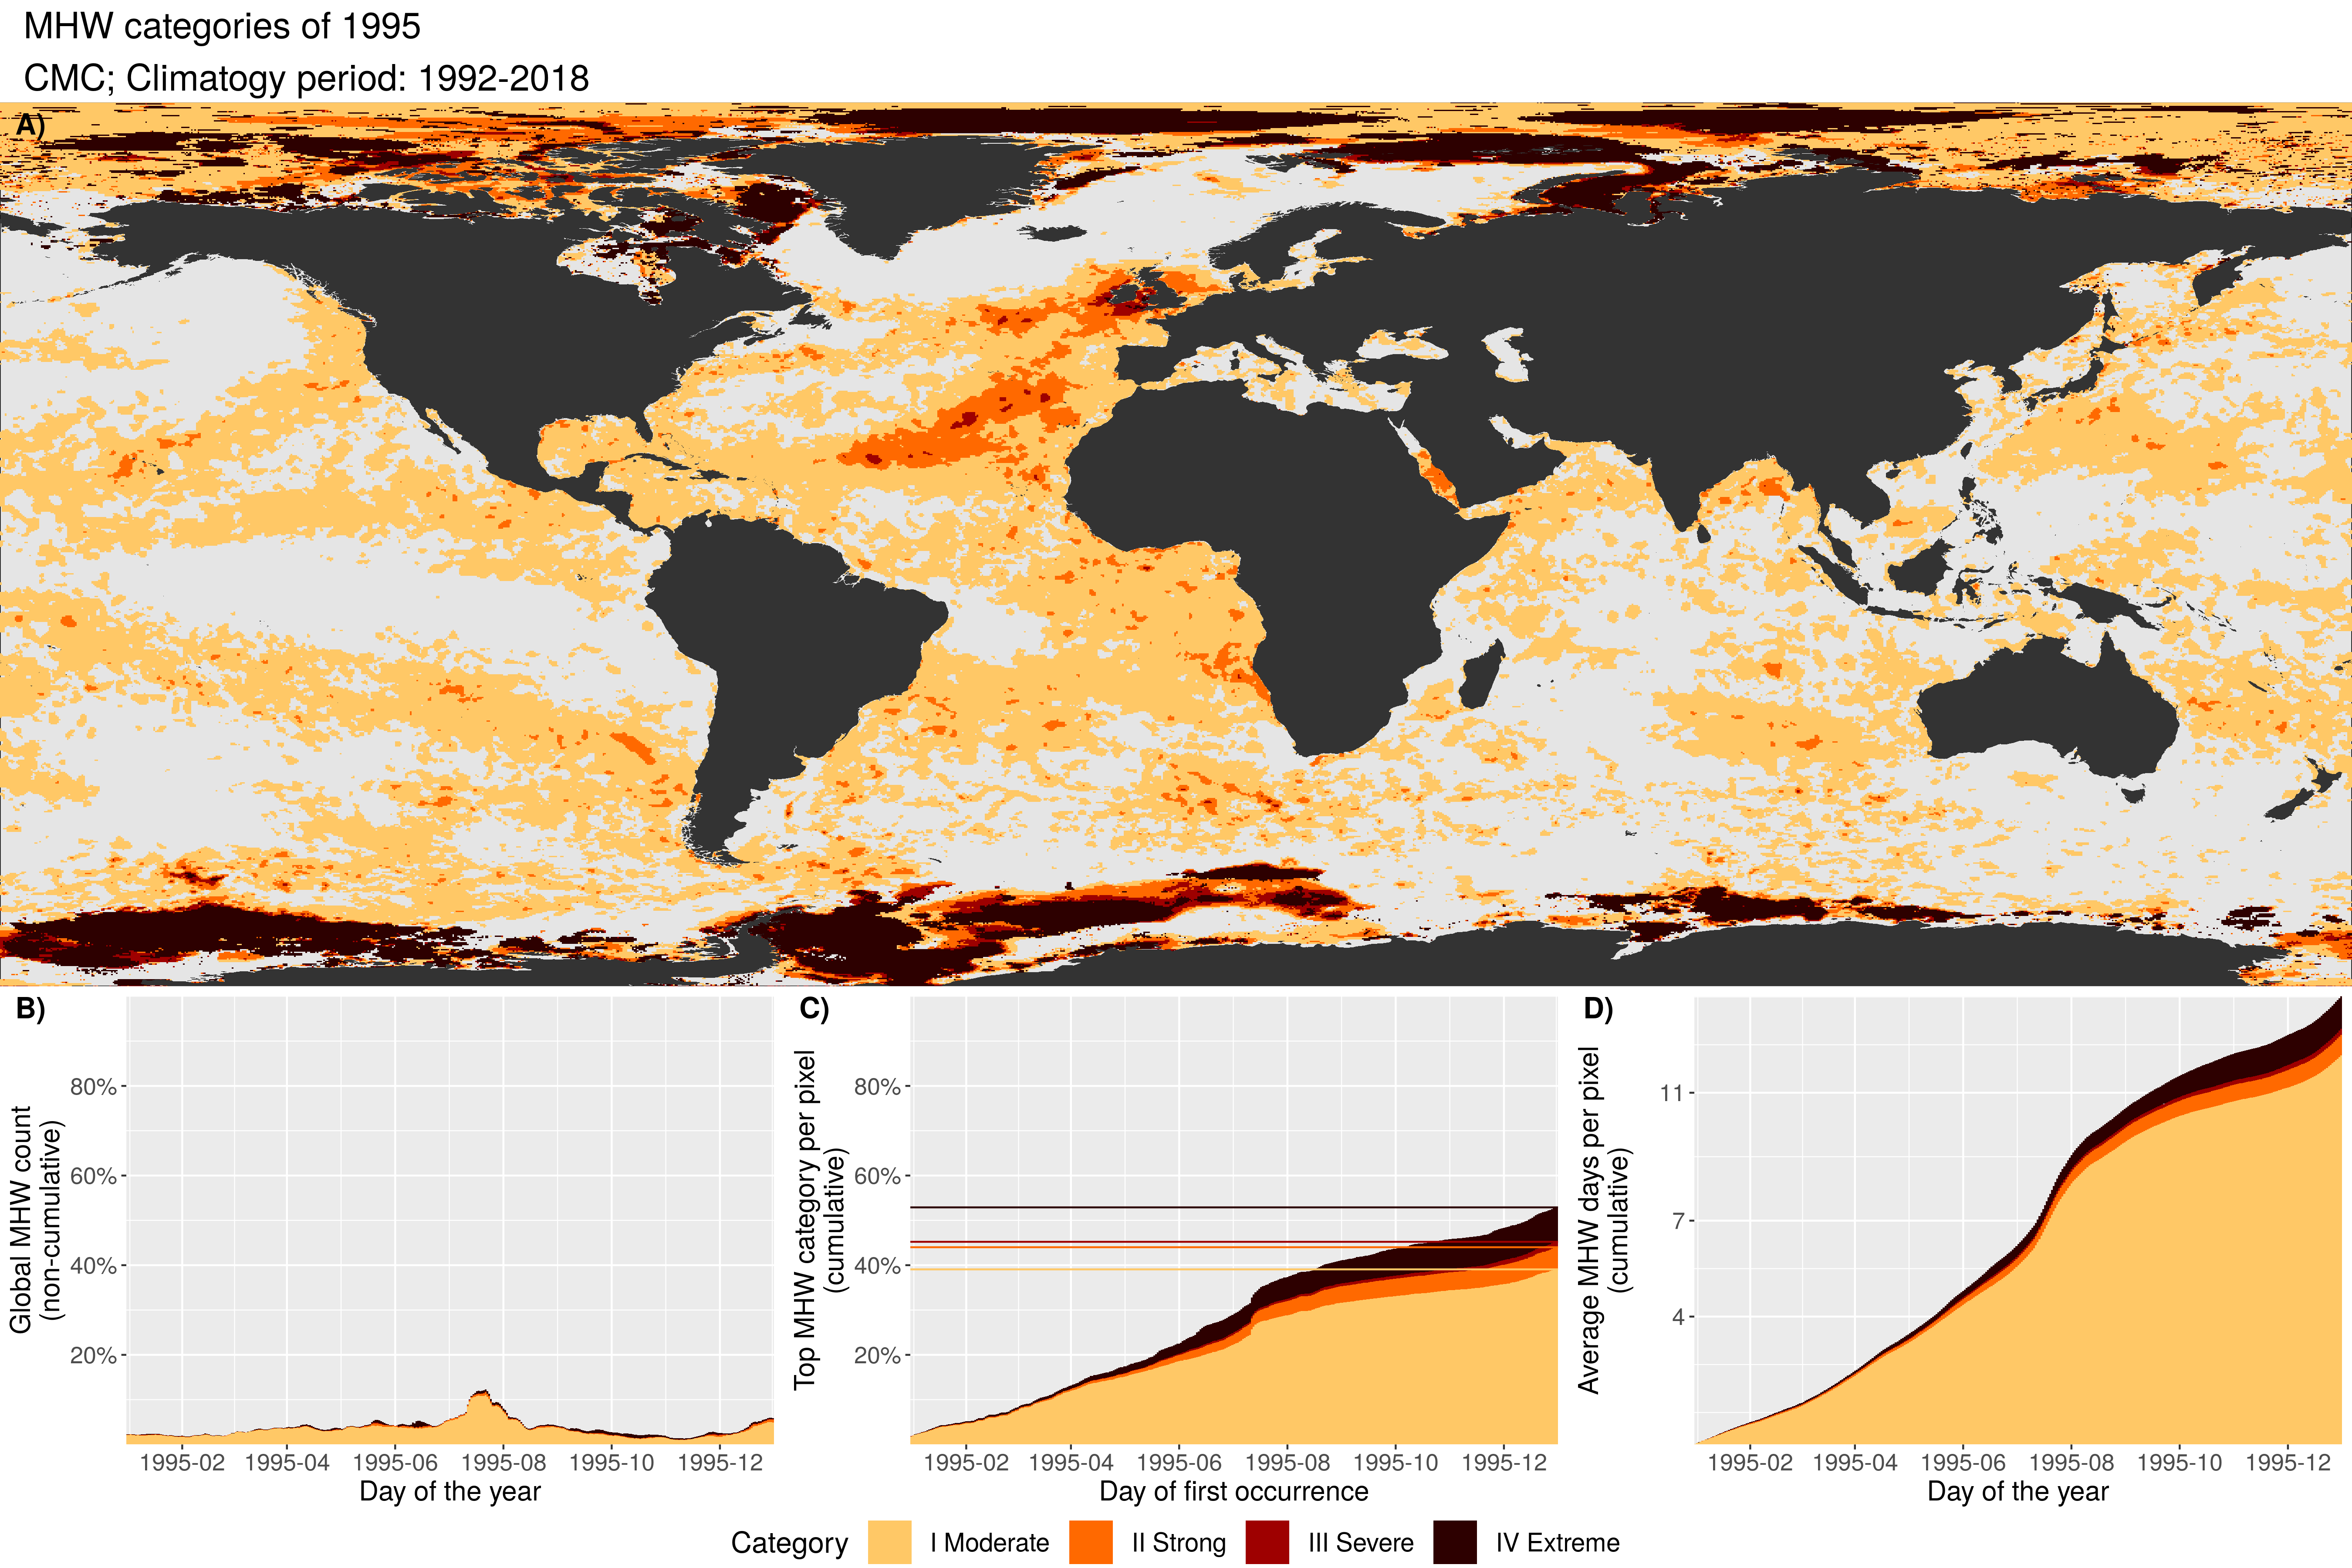 MHW categories of 1995
CMC; Climatogy period: 1992-2018
A)
B)
Global MHW count
(non-cumulative)
80%
60%
40%
20%
1995-02 1995-04 1995-06 1995-08 1995-10 1995-12
Day of the year
C)
Top MHW category per pixel
(cumulative)
80%
60%
40%
20%
1995-02 1995-04 1995-06 1995-08 1995-10 1995-12
Day of first occurrence
D)
Average MHW days per pixel
(cumulative)
11
7
4
1995-02 1995-04 1995-06 1995-08 1995-10 1995-12
Day of the year
Category I Moderate II Strong III Severe IV Extreme